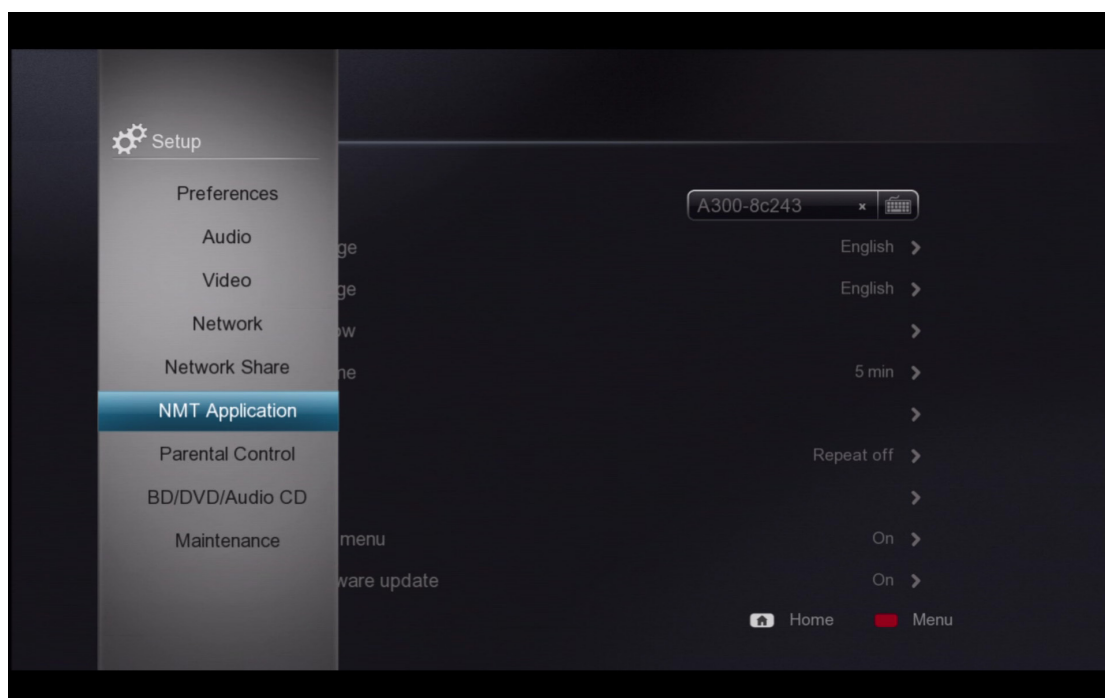 Setup
Preferences
A300-8c243 ×
Audio
ge English
Video
ge English
Network
ow
Network Share
me 5 min
NMT Application
Parental Control
Repeat off
BD/DVD/Audio CD
Maintenance
menu On
ware update On
Home Menu